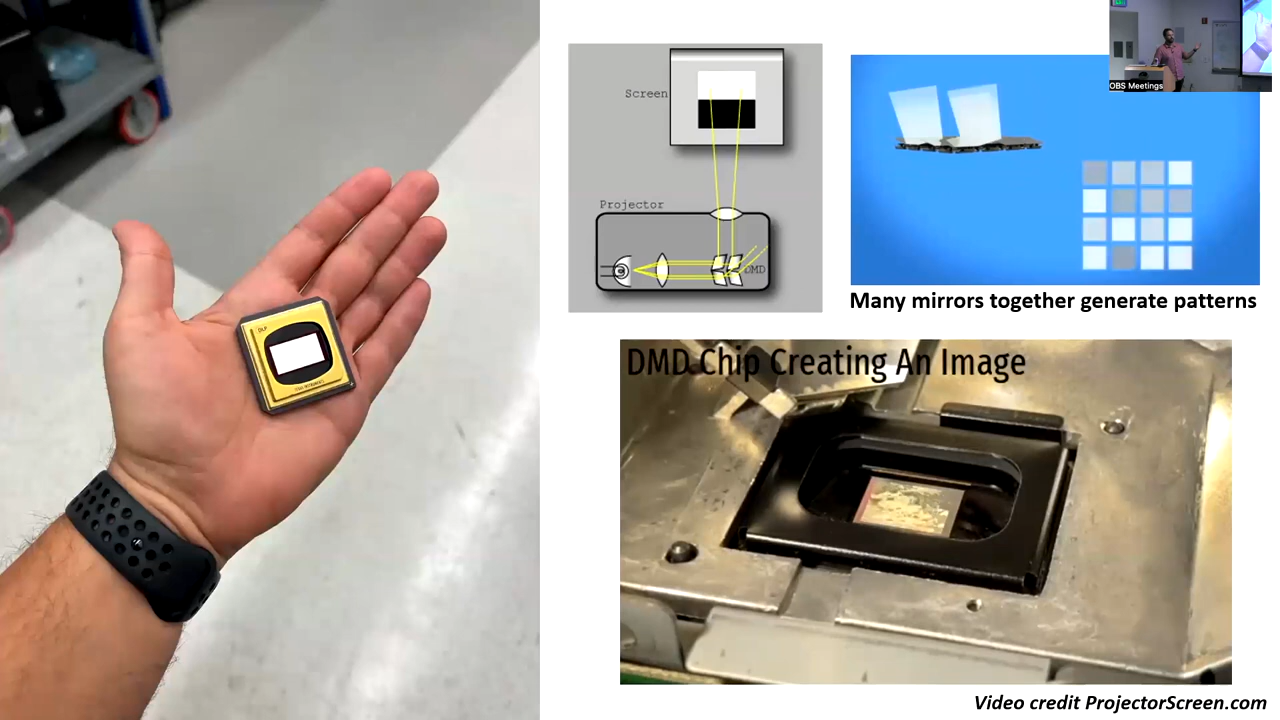 DLP
Screen
Projector
DMD
OBS Meetings
Many mirrors together generate patterns
DMD Chip Creating An Image
Video credit ProjectorScreen.com